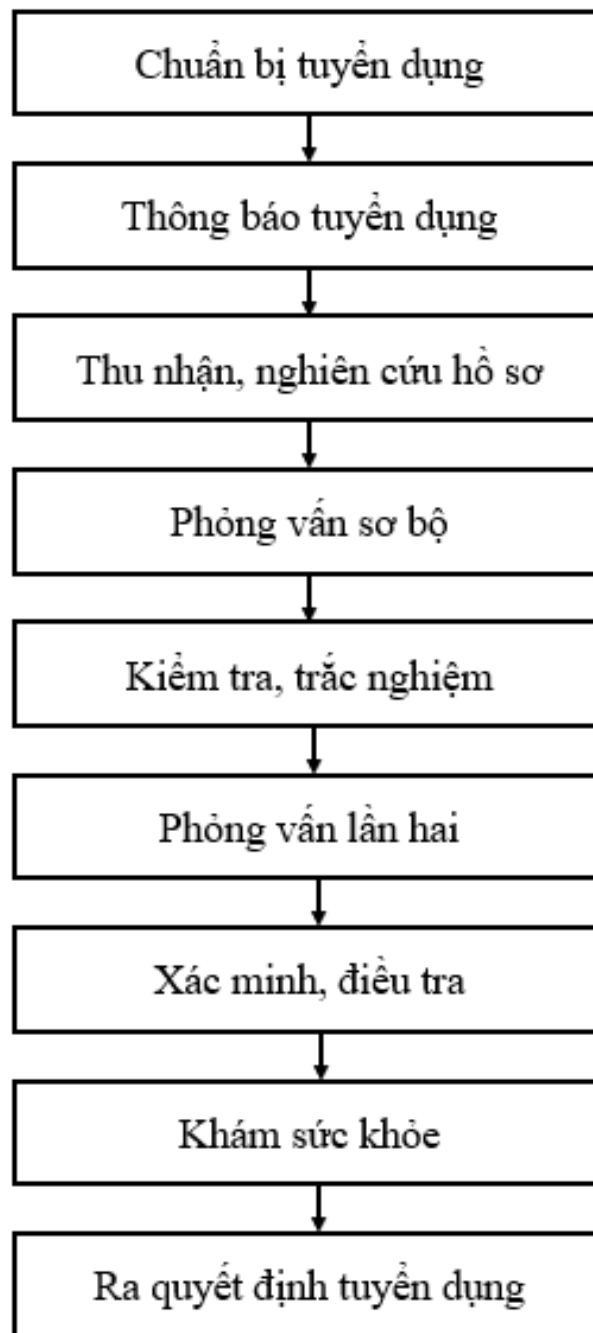 Chuẩn bị tuyển dụng
Thông báo tuyển dụng
Thu nhận, nghiên cứu hồ sơ
Phỏng vấn sơ bộ
Kiểm tra, trắc nghiệm
Phỏng vấn lần hai
Xác minh, điều tra
Khám sức khỏe
Ra quyết định tuyển dụng